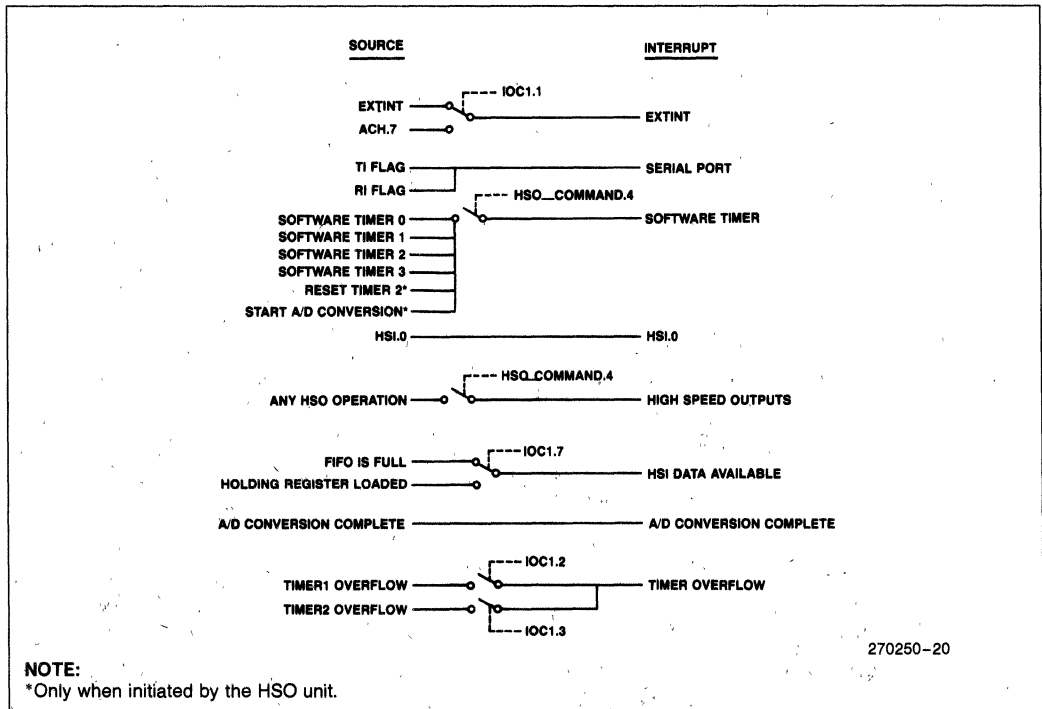 SOURCE INTERRUPT
IOC1.1
EXTINT EXTINT
ACH.7
TI FLAG SERIAL PORT
RI FLAG
HSO_COMMAND.4
SOFTWARE TIMER 0 SOFTWARE TIMER
SOFTWARE TIMER 1
SOFTWARE TIMER 2
SOFTWARE TIMER 3
RESET TIMER 2*
START A/D CONVERSION*
HSI.0 HSI.0
HSO_COMMAND.4
ANY HSO OPERATION HIGH SPEED OUTPUTS
IOC1.7
FIFO IS FULL
HSI DATA AVAILABLE
HOLDING REGISTER LOADED
A/D CONVERSION COMPLETE A/D CONVERSION COMPLETE
IOC1.2
TIMER1 OVERFLOW TIMER OVERFLOW
TIMER2 OVERFLOW
IOC1.3
270250-20
NOTE:
*Only when initiated by the HSO unit.